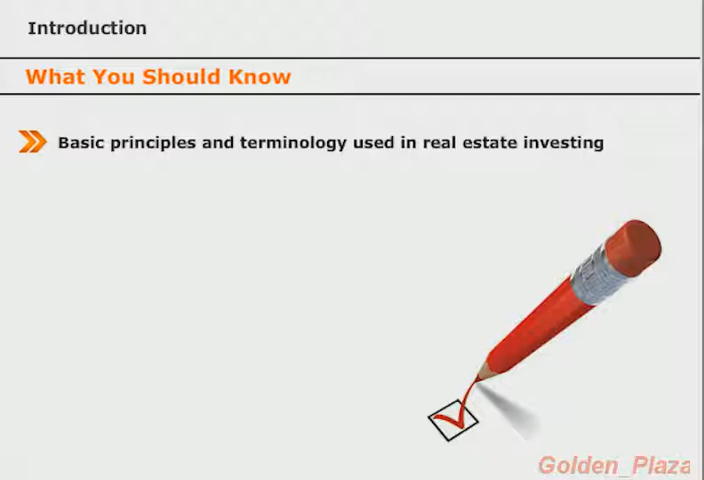 Introduction
What You Should Know
Basic principles and terminology used in real estate investing
Golden_Plaza